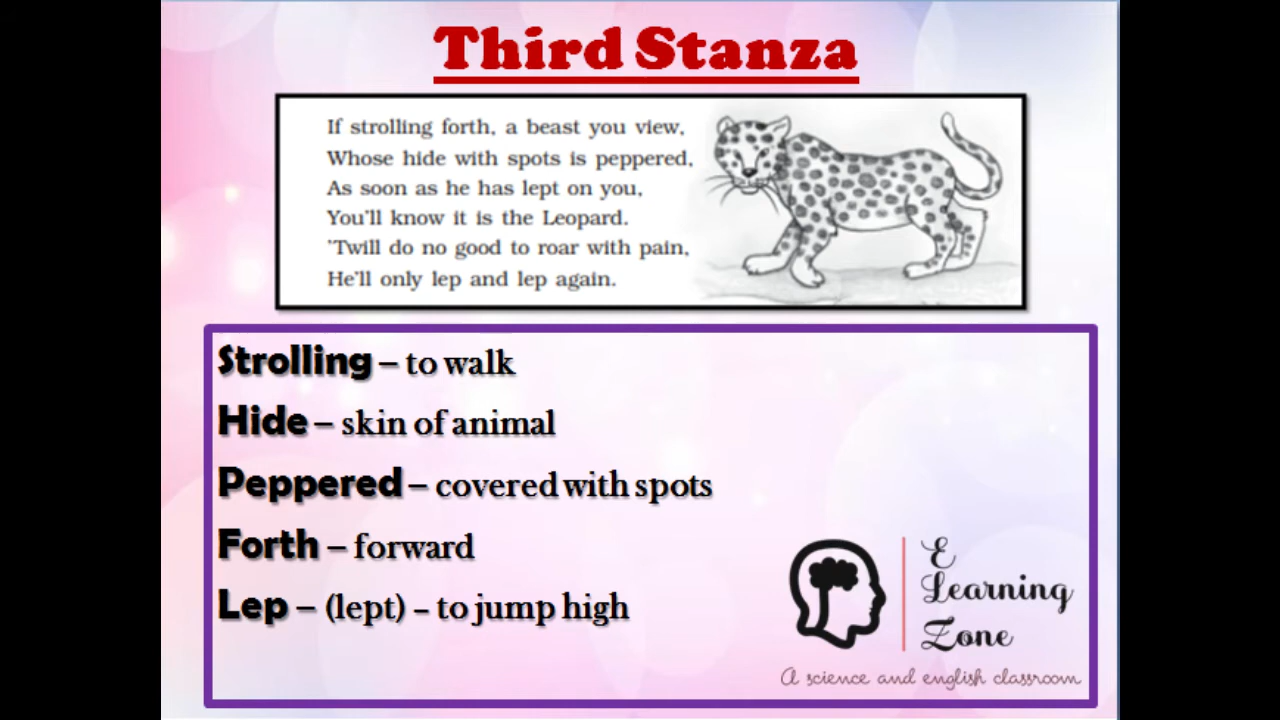 Third Stanza
If strolling forth, a beast you view,
Whose hide with spots is peppered,
As soon as he has lept on you,
You'll know it is the Leopard.
'Twill do no good to roar with pain,
He'll only lep and lep again.
Strolling – to walk
Hide – skin of animal
Peppered – covered with spots
Forth – forward
Lep – (lept) – to jump high
E
Learning
Zone
A science and english classroom